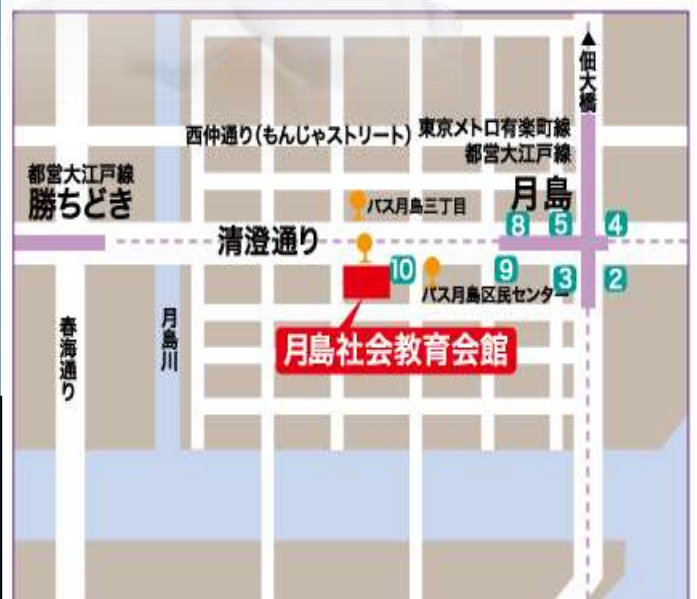 ▲佃大橋
西仲通り(もんじゃストリート)
東京メトロ有楽町線
都営大江戸線
月島
都営大江戸線
勝ちどき
バス月島三丁目
8
5
4
清澄通り
10
9
3
2
バス月島区民センター
春海通り
月島川
月島社会教育会館